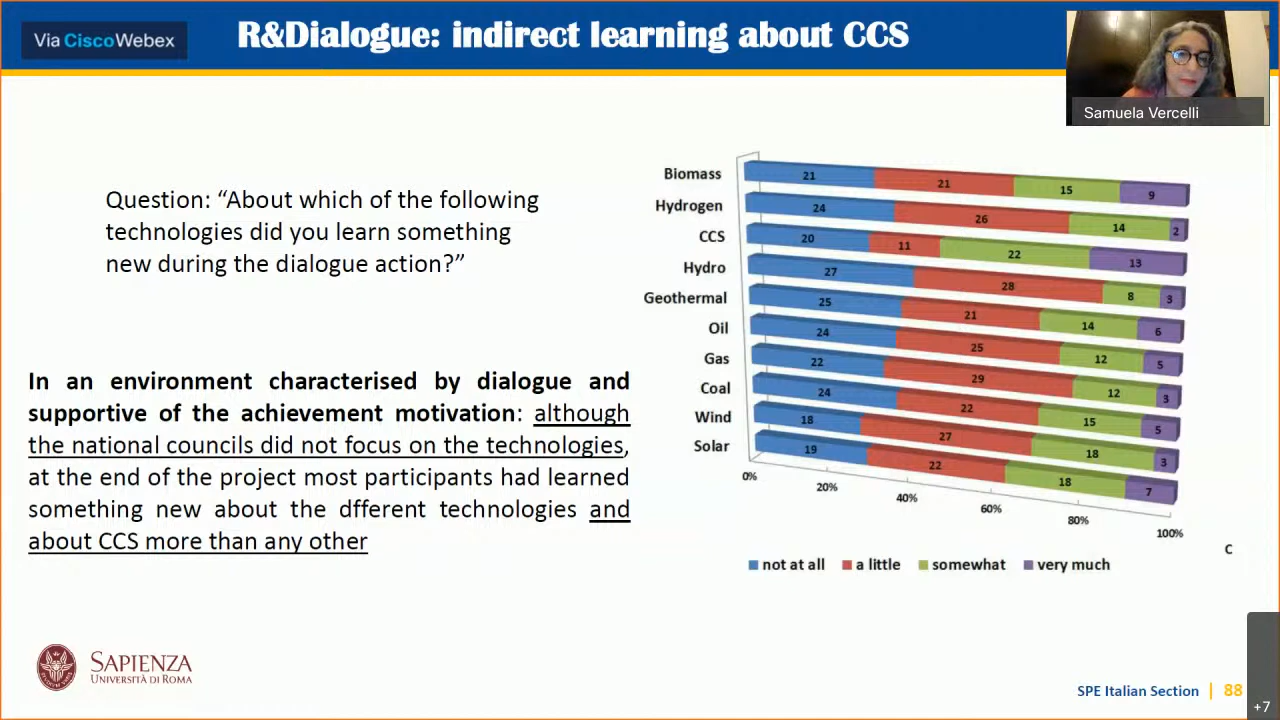 Via CiscoWebex
R&Dialogue: indirect learning about CCS
Samuela Vercelli
Question: “About which of the following
technologies did you learn something
new during the dialogue action?”
In an environment characterised by dialogue and
supportive of the achievement motivation: although
the national councils did not focus on the technologies,
at the end of the project most participants had learned
something new about the dfferent technologies and
about CCS more than any other
Biomass 21 21 15 9
Hydrogen 24 26 14 2
CCS 20 11 22 13
Hydro 27 28 8 3
Geothermal 25 21 14 6
Oil 24 25 12 5
Gas 22 29 12 3
Coal 24 22 15 5
Wind 18 27 18 3
Solar 19 22 18 7
0% 20% 40% 60% 80% 100%
C
not at all a little somewhat very much
SAPIENZA
UNIVERSITÀ DI ROMA
SPE Italian Section | 88
+7